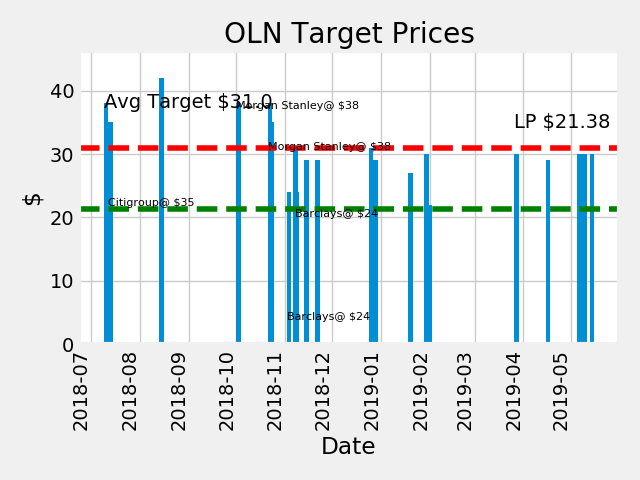 OLN Target Prices
Avg Target $31.0
Morgan Stanley@ $38
LP $21.38
Morgan Stanley@ $38
Citigroup@ $35
Barclays@ $24
Barclays@ $24
$
40
30
20
10
0
2018-07
2018-08
2018-09
2018-10
2018-11
2018-12
2019-01
2019-02
2019-03
2019-04
2019-05
Date